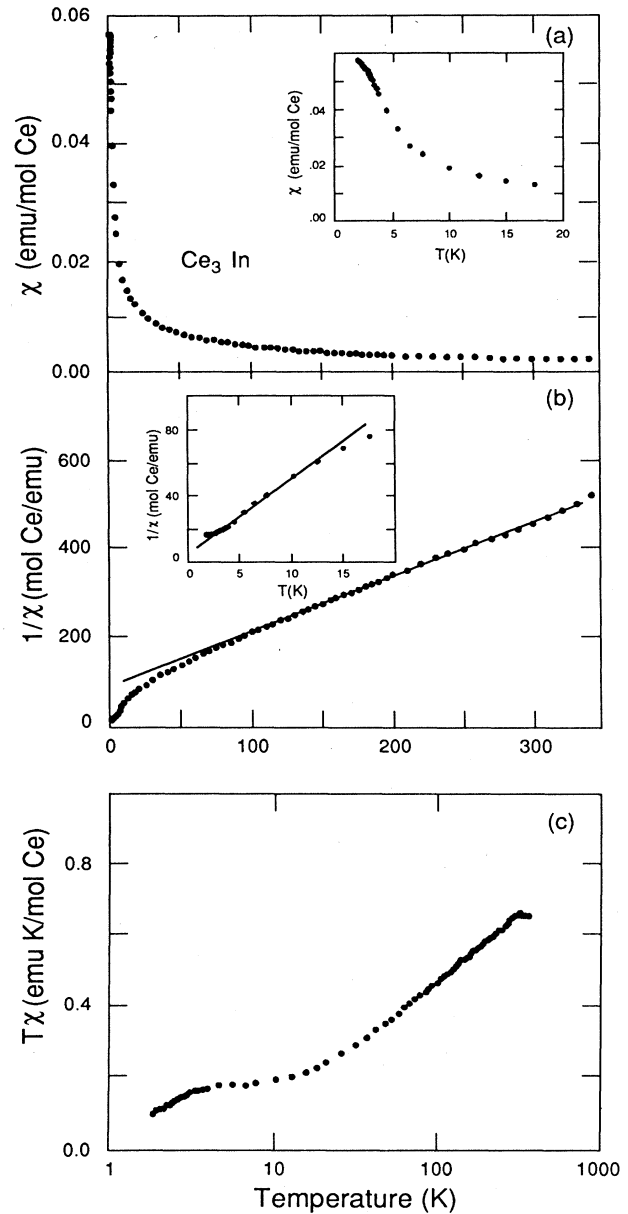 0.06
(a)
χ (emu/mol Ce)
0.04
0.02
0.00
Ce₃ In
χ (emu/mol Ce)
.04
.02
.00
0 5 10 15 20
T(K)
(b)
1/χ (mol Ce/emu)
600
400
200
0
1/χ (mol Ce/emu)
80
40
0
0 5 10 15
T(K)
0 100 200 300
(c)
Tχ (emu K/mol Ce)
0.8
0.4
0.0
1 10 100 1000
Temperature (K)